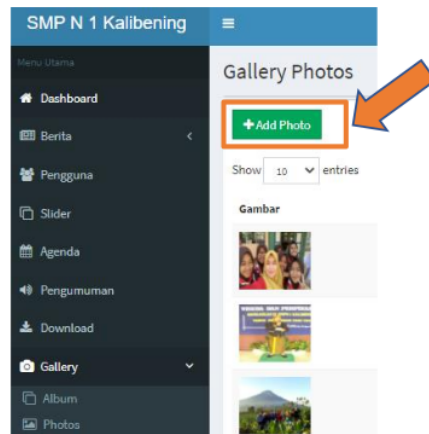 SMP N 1 Kalibening
Menu Utama
Dashboard
Berita
Pengguna
Slider
Agenda
Pengumuman
Download
Gallery
Album
Photos
Gallery Photos
+Add Photo
Show 10 entries
Gambar